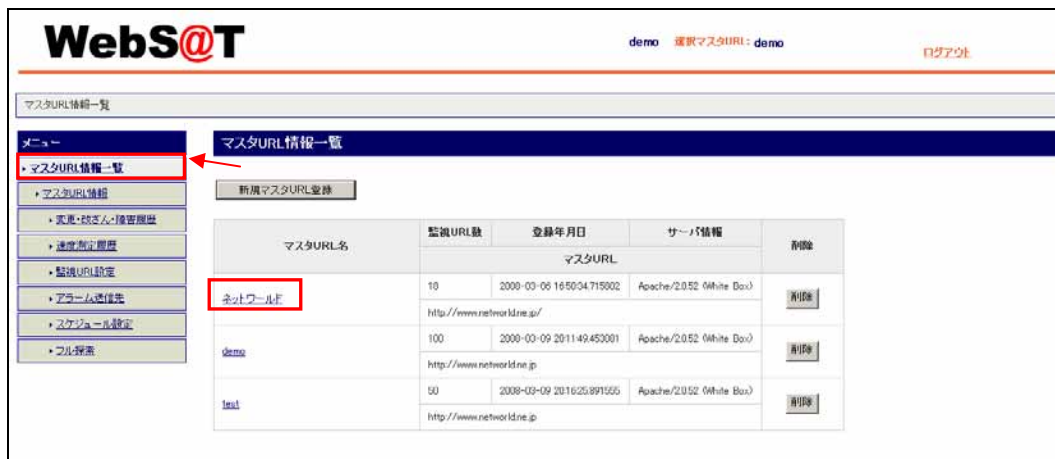 WebS@T
demo 選択マスタURL: demo
ログアウト
マスタURL情報一覧
メニュー
マスタURL情報一覧
マスタURL情報
変更・改ざん・障害履歴
速度測定履歴
監視URL設定
アラーム送信先
スケジュール設定
フル探索
マスタURL情報一覧
新規マスタURL登録
マスタURL名 監視URL数 登録年月日 サーバ情報 削除
マスタURL
ネットワールド 10 2008-03-06 16:50:34.715802 Apache/2.0.52 (White Box) 削除
http://www.networld.ne.jp/
demo 100 2008-03-09 20:11:49.453001 Apache/2.0.52 (White Box) 削除
http://www.networld.ne.jp
test 50 2008-03-09 20:16:25.891555 Apache/2.0.52 (White Box) 削除
http://www.networld.ne.jp